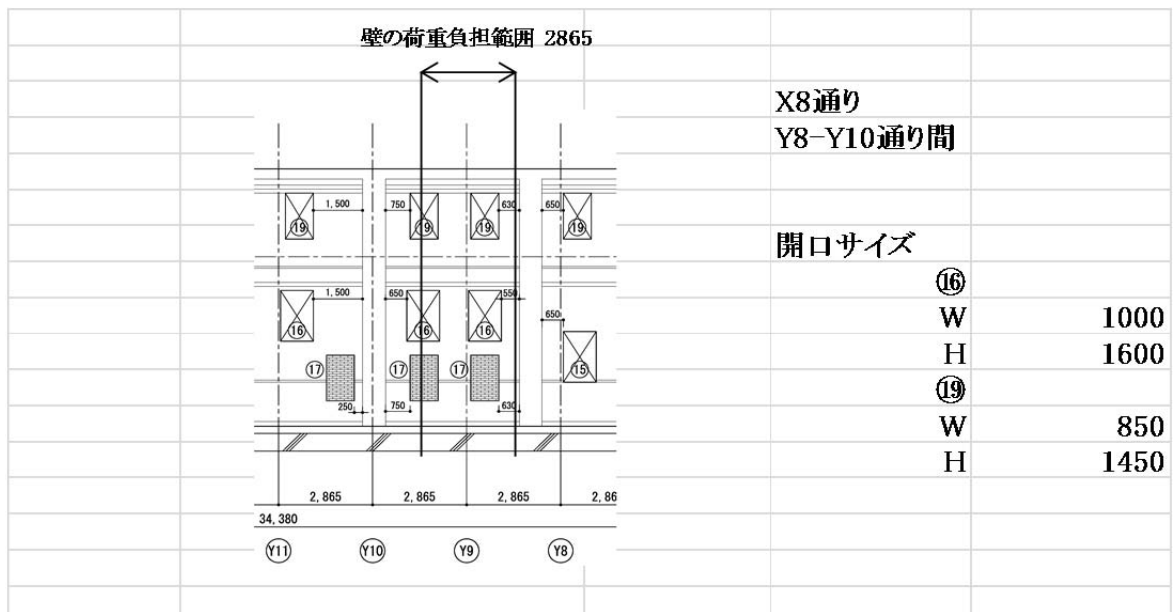 壁の荷重負担範囲 2865
X8通り
Y8-Y10通り間
開口サイズ
⑯
W 1000
H 1600
⑲
W 850
H 1450
1,500 750 630 650
⑲ ⑲ ⑲ ⑲
1,500 650 550
650
⑯ ⑯ ⑯
⑰ ⑰ ⑰ ⑮
250 750 630
2,865 2,865 2,865 2,86
34,380
Y11 Y10 Y9 Y8